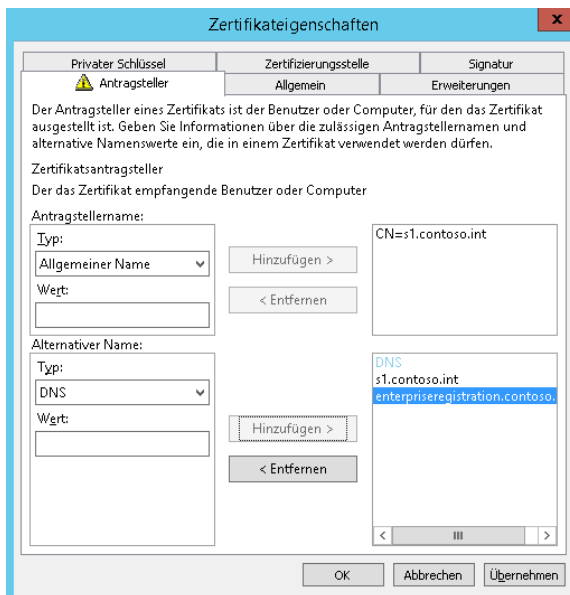 Zertifikateigenschaften
x
Privater Schlüssel
Zertifizierungsstelle
Signatur
Antragsteller
Allgemein
Erweiterungen
Der Antragsteller eines Zertifikats ist der Benutzer oder Computer, für den das Zertifikat
ausgestellt ist. Geben Sie Informationen über die zulässigen Antragstellernamen und
alternative Namenswerte ein, die in einem Zertifikat verwendet werden dürfen.
Zertifikatsantragsteller
Der das Zertifikat empfangende Benutzer oder Computer
Antragstellername:
Typ:
Allgemeiner Name
Wert:
Hinzufügen >
< Entfernen
CN=s1.contoso.int
Alternativer Name:
Typ:
DNS
Wert:
Hinzufügen >
< Entfernen
DNS
s1.contoso.int
enterpriseregistration.contoso.
OK
Abbrechen
Übernehmen